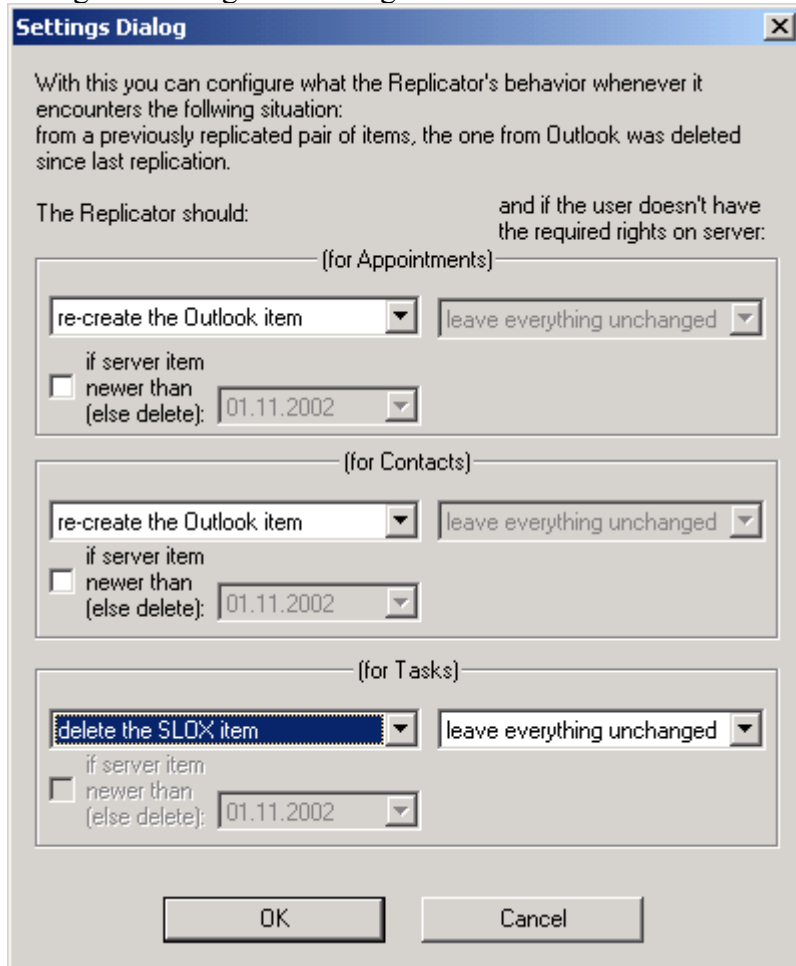 Settings Dialog
With this you can configure what the Replicator's behavior whenever it
encounters the follwing situation:
from a previously replicated pair of items, the one from Outlook was deleted
since last replication.
The Replicator should:
and if the user doesn't have
the required rights on server:
(for Appointments)
re-create the Outlook item
leave everything unchanged
if server item
newer than
(else delete):
01.11.2002
(for Contacts)
re-create the Outlook item
leave everything unchanged
if server item
newer than
(else delete):
01.11.2002
(for Tasks)
delete the SLOX item
leave everything unchanged
if server item
newer than
(else delete):
01.11.2002
OK
Cancel